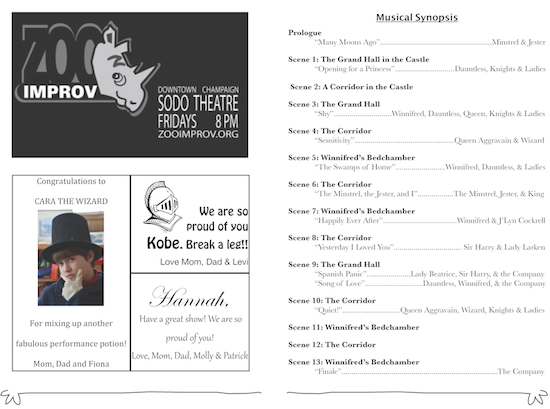 ZOO
IMPROV
DOWNTOWN CHAMPAIGN
SODO THEATRE
FRIDAYS 8 PM
ZOOIMPROV.ORG
Congratulations to
CARA THE WIZARD
For mixing up another
fabulous performance potion!
Mom, Dad and Fiona
We are so
proud of you
Kobe. Break a leg!!
Love Mom, Dad & Levi
Hannah,
Have a great show! We are so
proud of you!
Love, Mom, Dad, Molly & Patrick
Musical Synopsis
Prologue
"Many Moons Ago"......Minstrel & Jester
Scene 1: The Grand Hall in the Castle
"Opening for a Princess"......Dauntless, Knights & Ladies
Scene 2: A Corridor in the Castle
Scene 3: The Grand Hall
"Shy"......Winnifred, Dauntless, Queen, Knights & Ladies
Scene 4: The Corridor
"Sensitivity"......Queen Aggravain & Wizard
Scene 5: Winnifred's Bedchamber
"The Swamps of Home"......Winnifred, Dauntless, & Ladies
Scene 6: The Corridor
"The Minstrel, the Jester, and I"......The Minstrel, Jester, & King
Scene 7: Winnifred's Bedchamber
"Happily Ever After"......Winnifred & J'Lyn Cockrell
Scene 8: The Corridor
"Yesterday I Loved You"...... Sir Harry & Lady Larken
Scene 9: The Grand Hall
"Spanish Panic"......Lady Beatrice, Sir Harry, & the Company
"Song of Love"......Dauntless, Winnifred, & the Company
Scene 10: The Corridor
"Quiet!"......Queen Aggravain, Wizard, Knights & Ladies
Scene 11: Winnifred's Bedchamber
Scene 12: The Corridor
Scene 13: Winnifred's Bedchamber
"Finale"......The Company